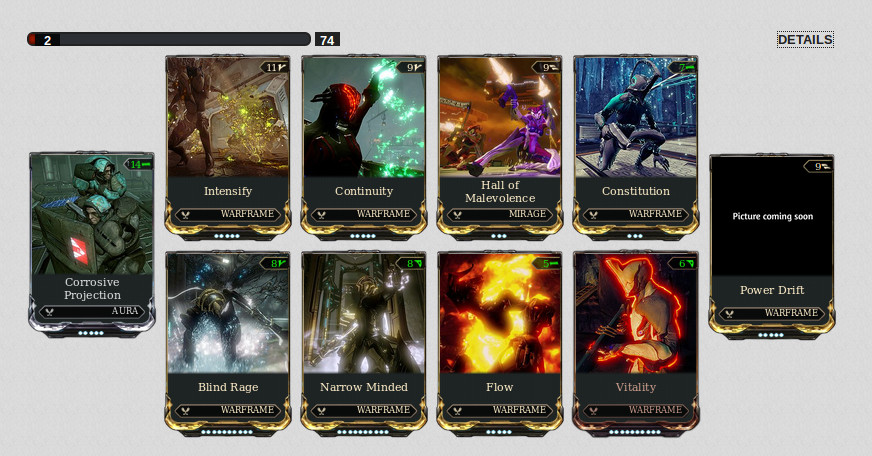 2
74
DETAILS
11
Intensify
WARFRAME
9
Continuity
WARFRAME
9
Hall of
Malevolence
MIRAGE
7
Constitution
WARFRAME
14
Corrosive
Projection
AURA
9
Picture coming soon
Power Drift
WARFRAME
8
Blind Rage
WARFRAME
8
Narrow Minded
WARFRAME
5
Flow
WARFRAME
6
Vitality
WARFRAME